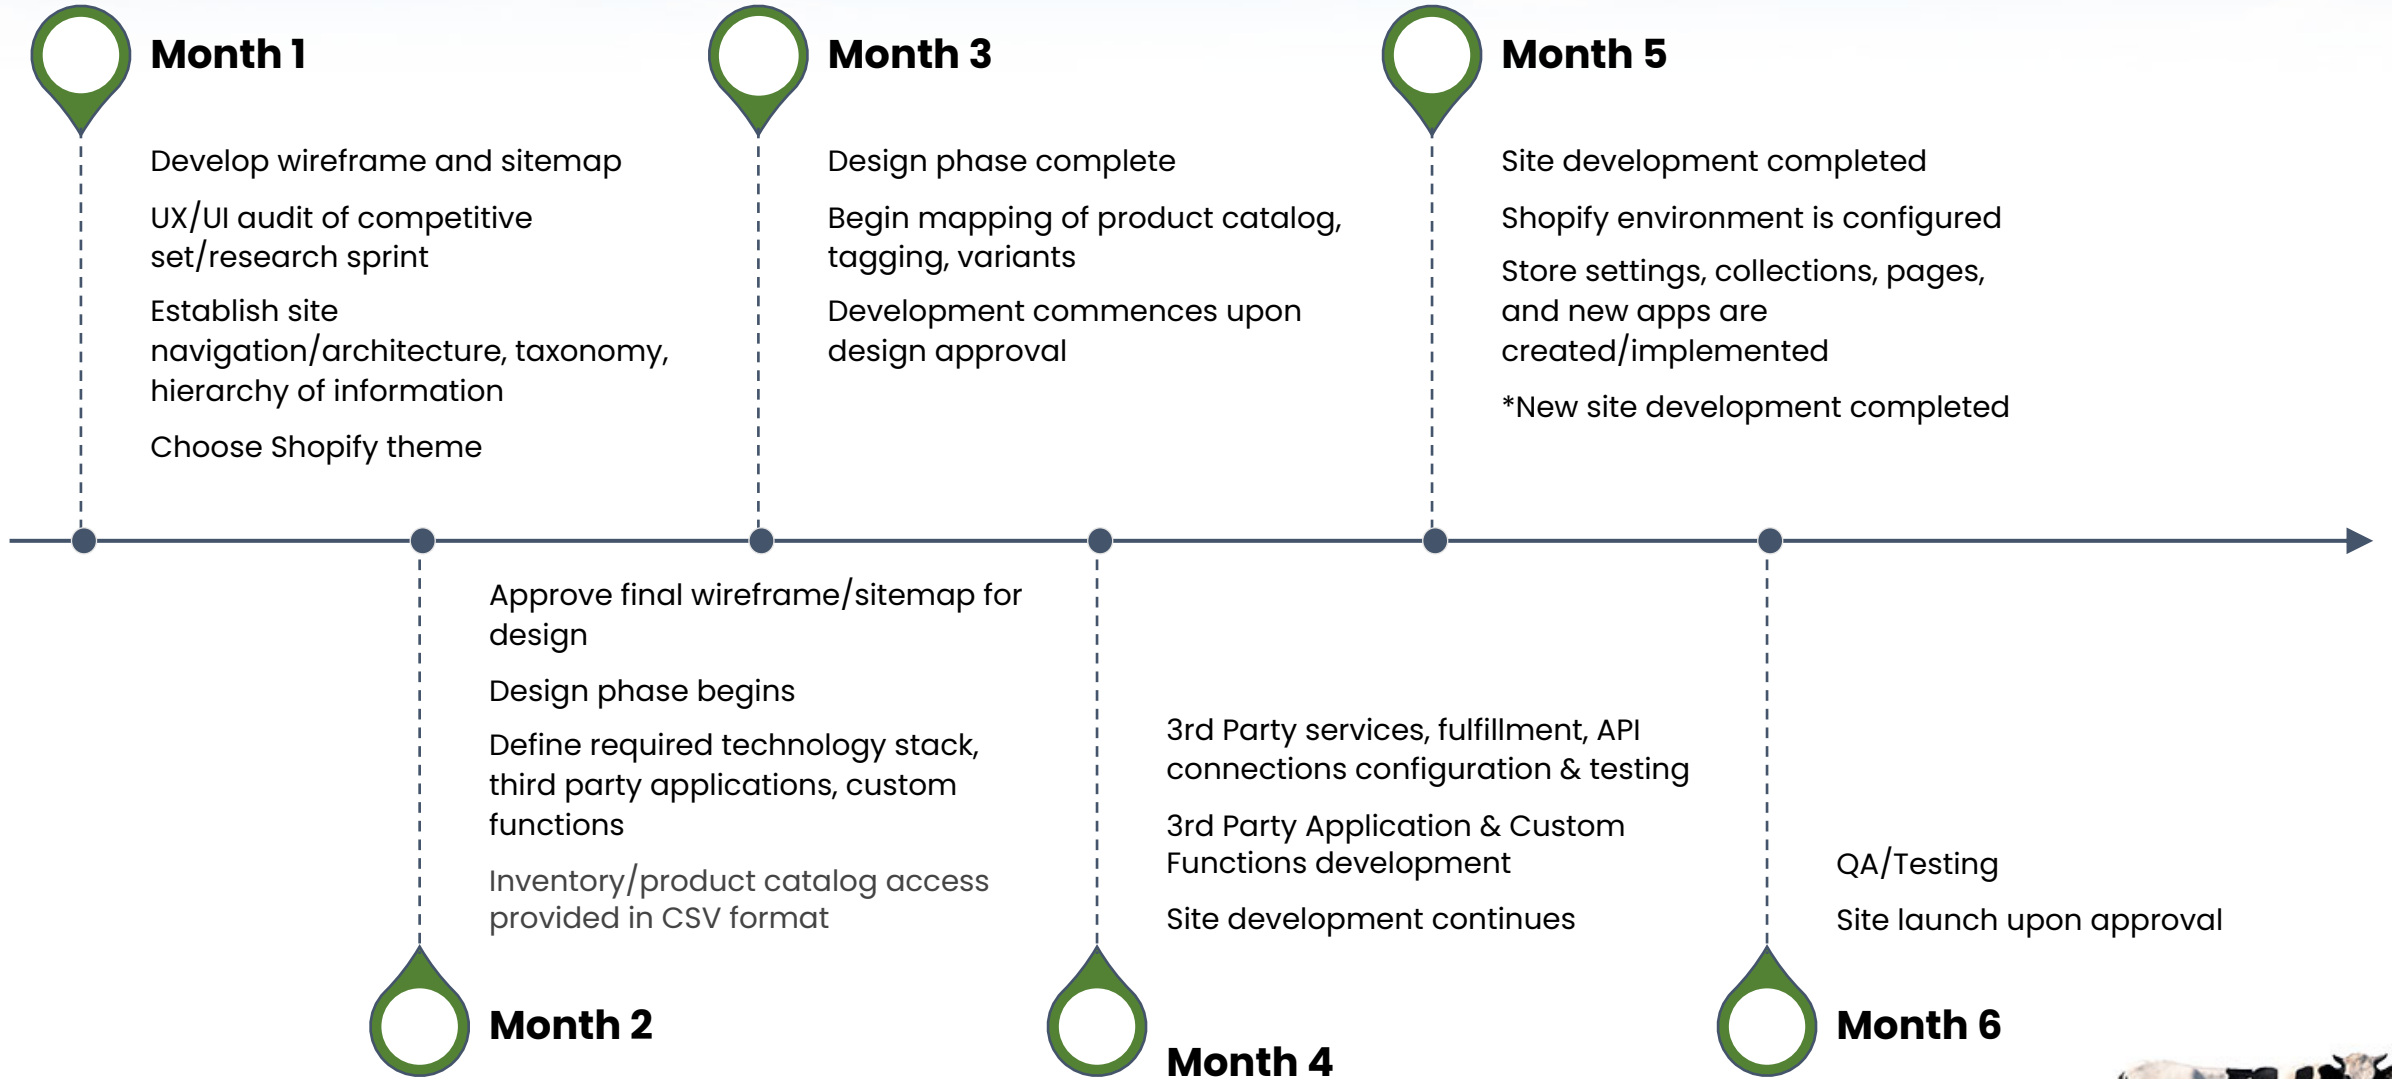 Month 1
Develop wireframe and sitemap
UX/UI audit of competitive
set/research sprint
Establish site
navigation/architecture, taxonomy,
hierarchy of information
Choose Shopify theme
Month 3
Design phase complete
Begin mapping of product catalog,
tagging, variants
Development commences upon
design approval
Month 5
Site development completed
Shopify environment is configured
Store settings, collections, pages,
and new apps are
created/implemented
*New site development completed
Approve final wireframe/sitemap for
design
Design phase begins
Define required technology stack,
third party applications, custom
functions
Inventory/product catalog access
provided in CSV format
Month 2
3rd Party services, fulfillment, API
connections configuration & testing
3rd Party Application & Custom
Functions development
Site development continues
Month 4
QA/Testing
Site launch upon approval
Month 6